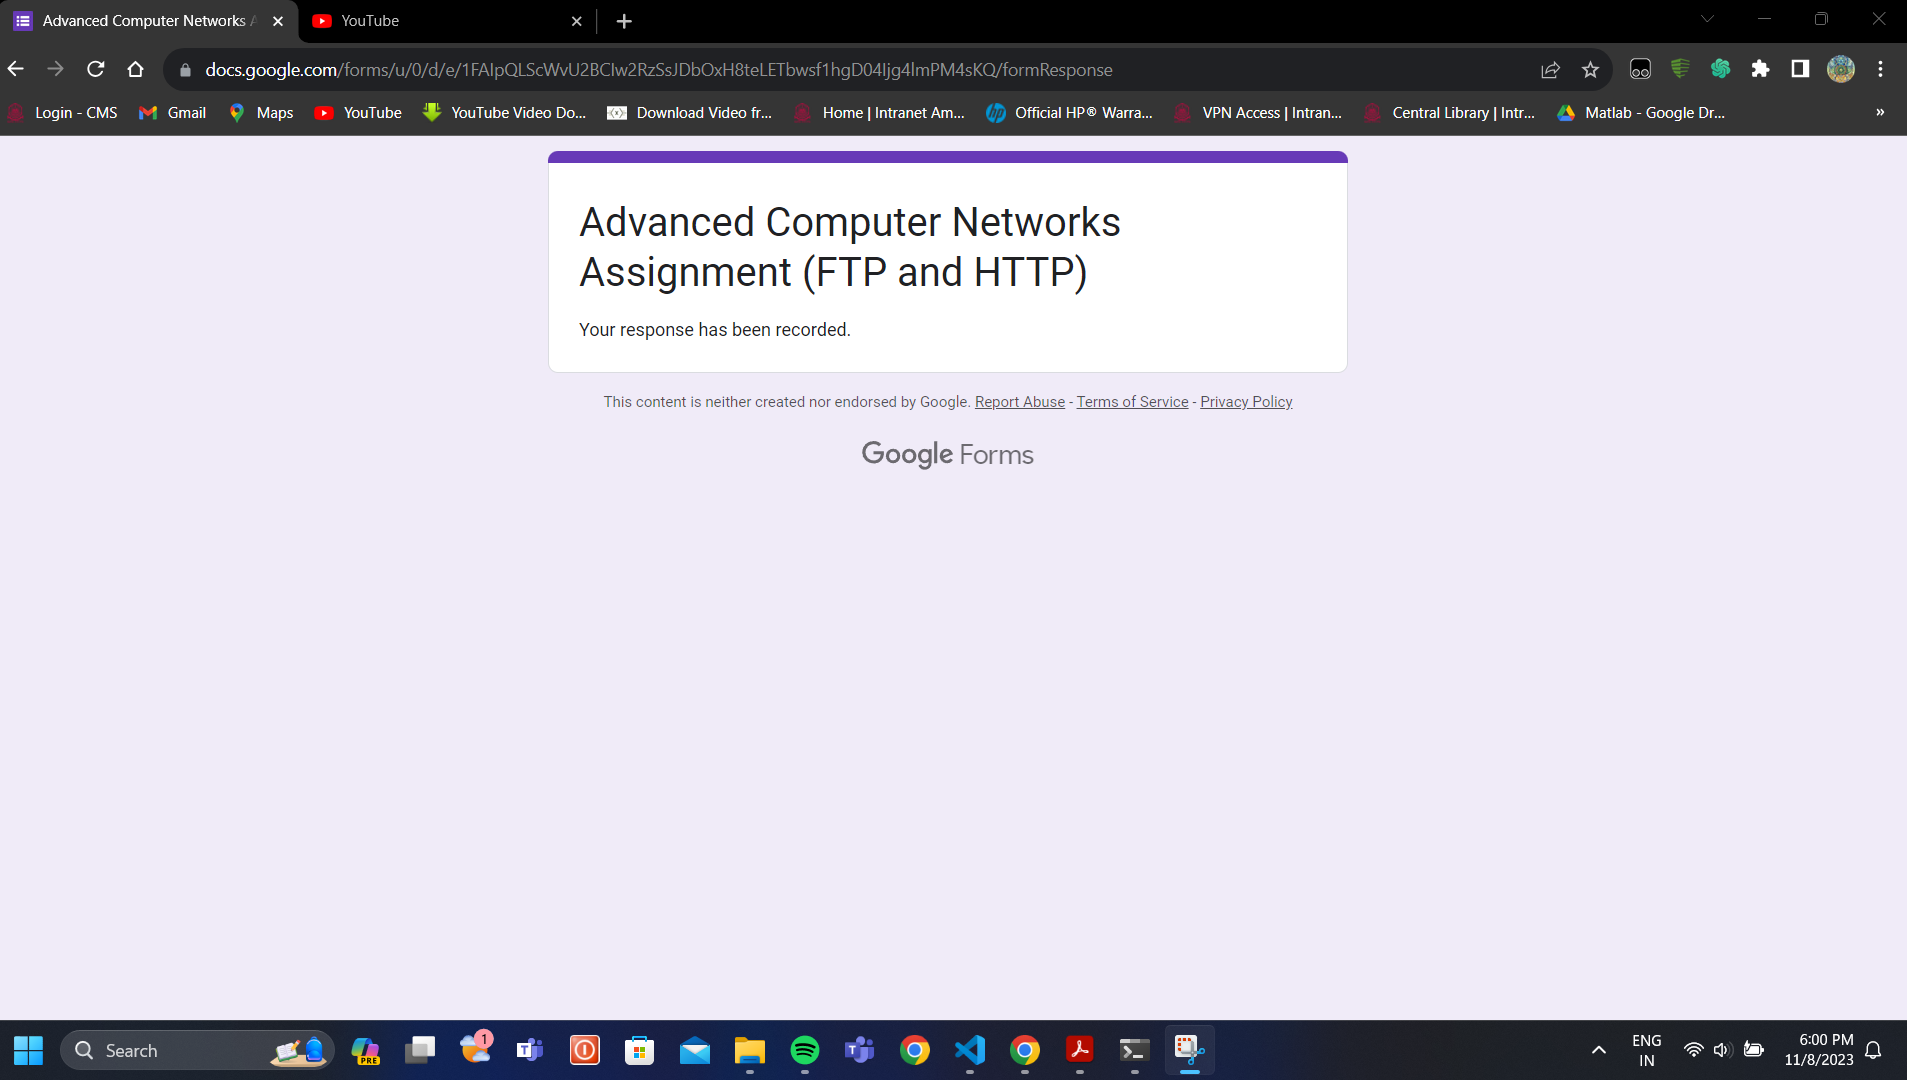 Advanced Computer Networks A
YouTube
docs.google.com/forms/u/0/d/e/1FAIpQLScWvU2BClw2RzSsJDbOxH8teLETbwsf1hgD04Ijg4lmPM4sKQ/formResponse
Login - CMS
Gmail
Maps
YouTube
YouTube Video Do...
Download Video fr...
Home | Intranet Am...
Official HP® Warra...
VPN Access | Intran...
Central Library | Intr...
Matlab - Google Dr...
»
Advanced Computer Networks
Assignment (FTP and HTTP)
Your response has been recorded.
This content is neither created nor endorsed by Google. Report Abuse - Terms of Service - Privacy Policy
Google Forms
Search
PRE
1
ENG
IN
6:00 PM
11/8/2023